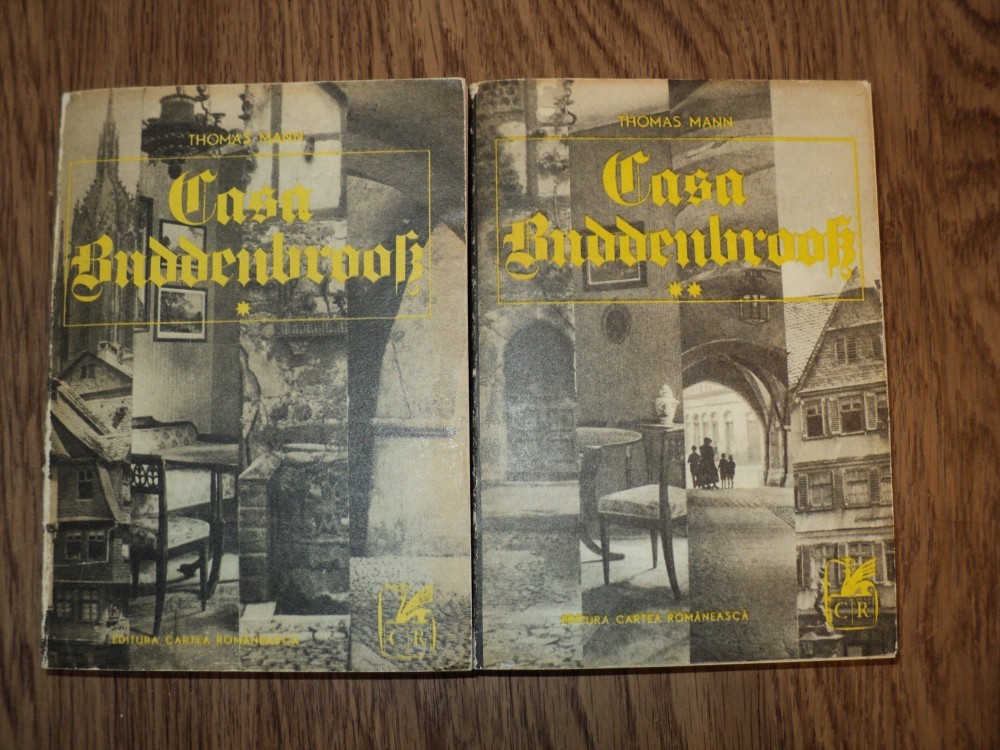 THOMAS MANN
Casa
Buddenbrook
*
EDITURA CARTEA ROMÂNEASCĂ
CR
THOMAS MANN
Casa
Buddenbrook
**
EDITURA CARTEA ROMÂNEASCĂ
CR